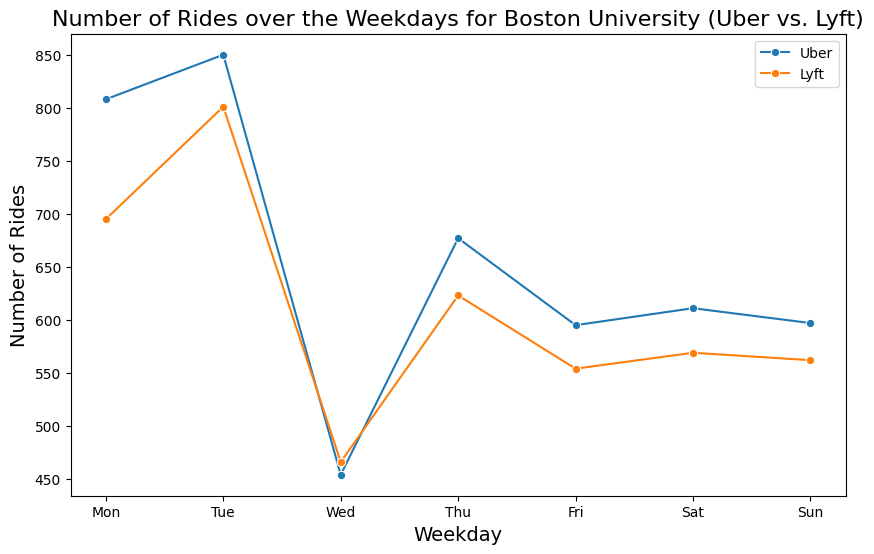 Number of Rides over the Weekdays for Boston University (Uber vs. Lyft)
Uber
Lyft
850
800
750
700
650
600
550
500
450
Number of Rides
Mon Tue Wed Thu Fri Sat Sun
Weekday